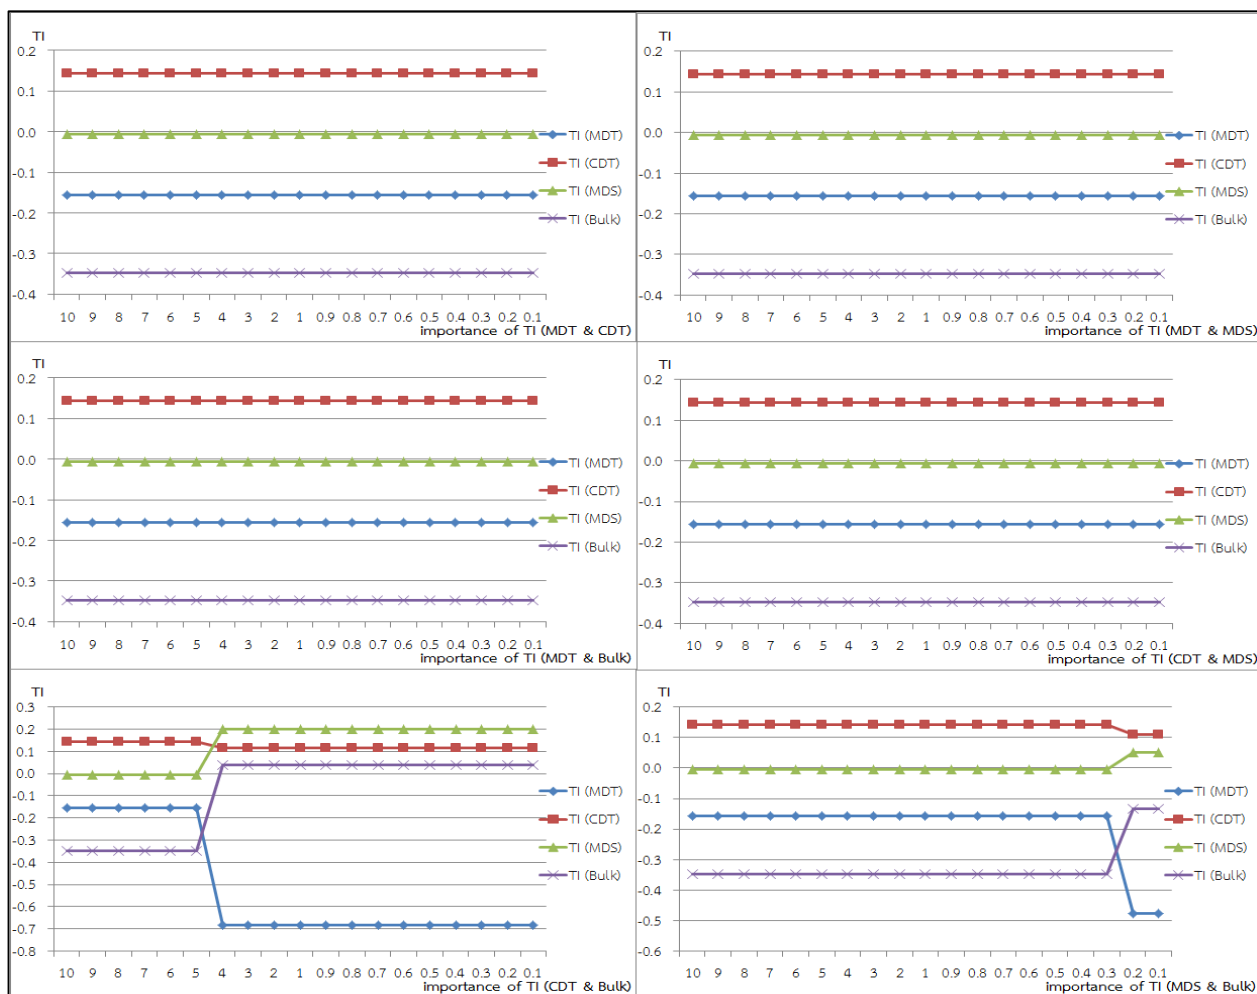 TI
0.2
0.1
0.0
-0.1
-0.2
-0.3
-0.4
10 9 8 7 6 5 4 3 2 1 0.9 0.8 0.7 0.6 0.5 0.4 0.3 0.2 0.1
importance of TI (MDT & CDT)
TI (MDT)
TI (CDT)
TI (MDS)
TI (Bulk)
TI
0.2
0.1
0.0
-0.1
-0.2
-0.3
-0.4
10 9 8 7 6 5 4 3 2 1 0.9 0.8 0.7 0.6 0.5 0.4 0.3 0.2 0.1
importance of TI (MDT & MDS)
TI (MDT)
TI (CDT)
TI (MDS)
TI (Bulk)
TI
0.2
0.1
0.0
-0.1
-0.2
-0.3
-0.4
10 9 8 7 6 5 4 3 2 1 0.9 0.8 0.7 0.6 0.5 0.4 0.3 0.2 0.1
importance of TI (MDT & Bulk)
TI (MDT)
TI (CDT)
TI (MDS)
TI (Bulk)
TI
0.2
0.1
0.0
-0.1
-0.2
-0.3
-0.4
10 9 8 7 6 5 4 3 2 1 0.9 0.8 0.7 0.6 0.5 0.4 0.3 0.2 0.1
importance of TI (CDT & MDS)
TI (MDT)
TI (CDT)
TI (MDS)
TI (Bulk)
TI
0.3
0.2
0.1
0.0
-0.1
-0.2
-0.3
-0.4
-0.5
-0.6
-0.7
-0.8
10 9 8 7 6 5 4 3 2 1 0.9 0.8 0.7 0.6 0.5 0.4 0.3 0.2 0.1
importance of TI (CDT & Bulk)
TI (MDT)
TI (CDT)
TI (MDS)
TI (Bulk)
TI
0.2
0.1
0.0
-0.1
-0.2
-0.3
-0.4
-0.5
-0.6
10 9 8 7 6 5 4 3 2 1 0.9 0.8 0.7 0.6 0.5 0.4 0.3 0.2 0.1
importance of TI (MDS & Bulk)
TI (MDT)
TI (CDT)
TI (MDS)
TI (Bulk)